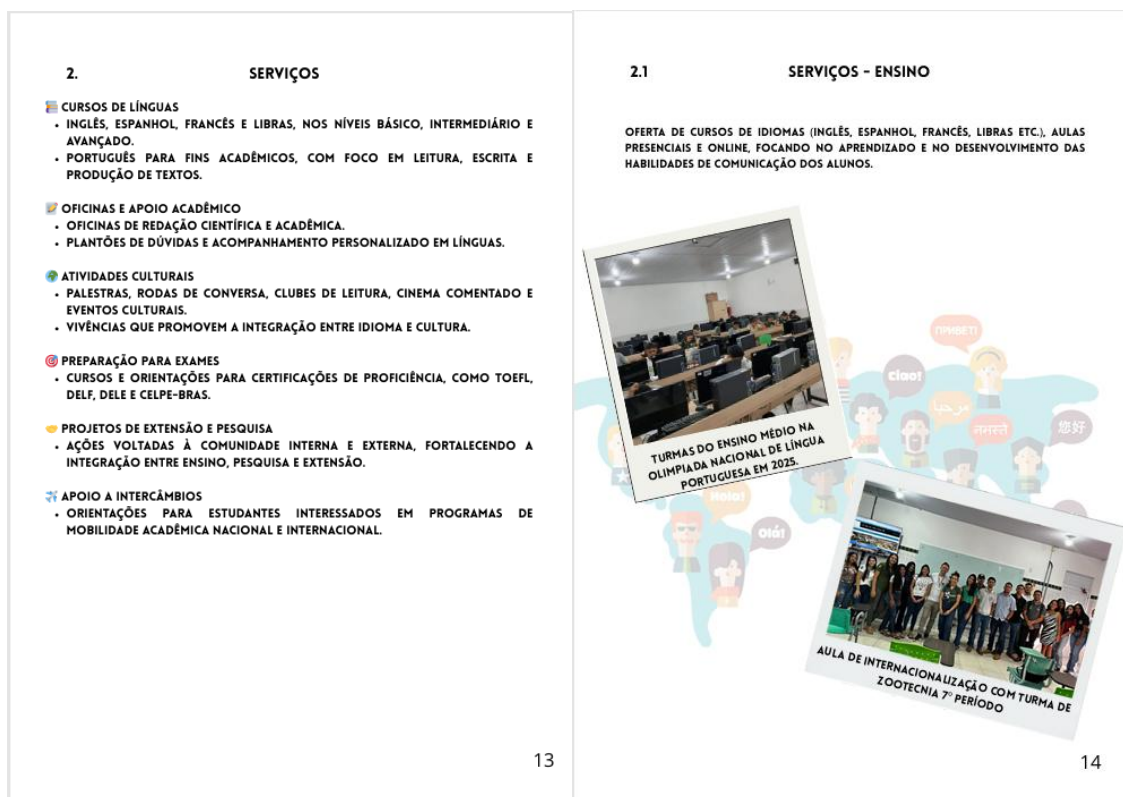 2. SERVIÇOS
CURSOS DE LÍNGUAS
• INGLÊS, ESPANHOL, FRANCÊS E LIBRAS, NOS NÍVEIS BÁSICO, INTERMEDIÁRIO E
AVANÇADO.
• PORTUGUÊS PARA FINS ACADÊMICOS, COM FOCO EM LEITURA, ESCRITA E
PRODUÇÃO DE TEXTOS.
OFICINAS E APOIO ACADÊMICO
• OFICINAS DE REDAÇÃO CIENTÍFICA E ACADÊMICA.
• PLANTÕES DE DÚVIDAS E ACOMPANHAMENTO PERSONALIZADO EM LÍNGUAS.
ATIVIDADES CULTURAIS
• PALESTRAS, RODAS DE CONVERSA, CLUBES DE LEITURA, CINEMA COMENTADO E
EVENTOS CULTURAIS.
• VIVÊNCIAS QUE PROMOVEM A INTEGRAÇÃO ENTRE IDIOMA E CULTURA.
PREPARAÇÃO PARA EXAMES
• CURSOS E ORIENTAÇÕES PARA CERTIFICAÇÕES DE PROFICIÊNCIA, COMO TOEFL,
DELF, DELE E CELPE-BRAS.
PROJETOS DE EXTENSÃO E PESQUISA
• AÇÕES VOLTADAS À COMUNIDADE INTERNA E EXTERNA, FORTALECENDO A
INTEGRAÇÃO ENTRE ENSINO, PESQUISA E EXTENSÃO.
APOIO A INTERCÂMBIOS
• ORIENTAÇÕES PARA ESTUDANTES INTERESSADOS EM PROGRAMAS DE
MOBILIDADE ACADÊMICA NACIONAL E INTERNACIONAL.
13
2.1 SERVIÇOS - ENSINO
OFERTA DE CURSOS DE IDIOMAS (INGLÊS, ESPANHOL, FRANCÊS, LIBRAS ETC.), AULAS
PRESENCIAIS E ONLINE, FOCANDO NO APRENDIZADO E NO DESENVOLVIMENTO DAS
HABILIDADES DE COMUNICAÇÃO DOS ALUNOS.
ПРИВЕТ!
Ciao!
مرحبا
नमस्ते
您好
TURMAS DO ENSINO MÉDIO NA
OLIMPIADA NACIONAL DE LÍNGUA
PORTUGUESA EM 2025.
Hola!
Olá!
AULA DE INTERNACIONALIZAÇÃO COM TURMA DE
ZOOTECNIA 7° PERÍODO
14